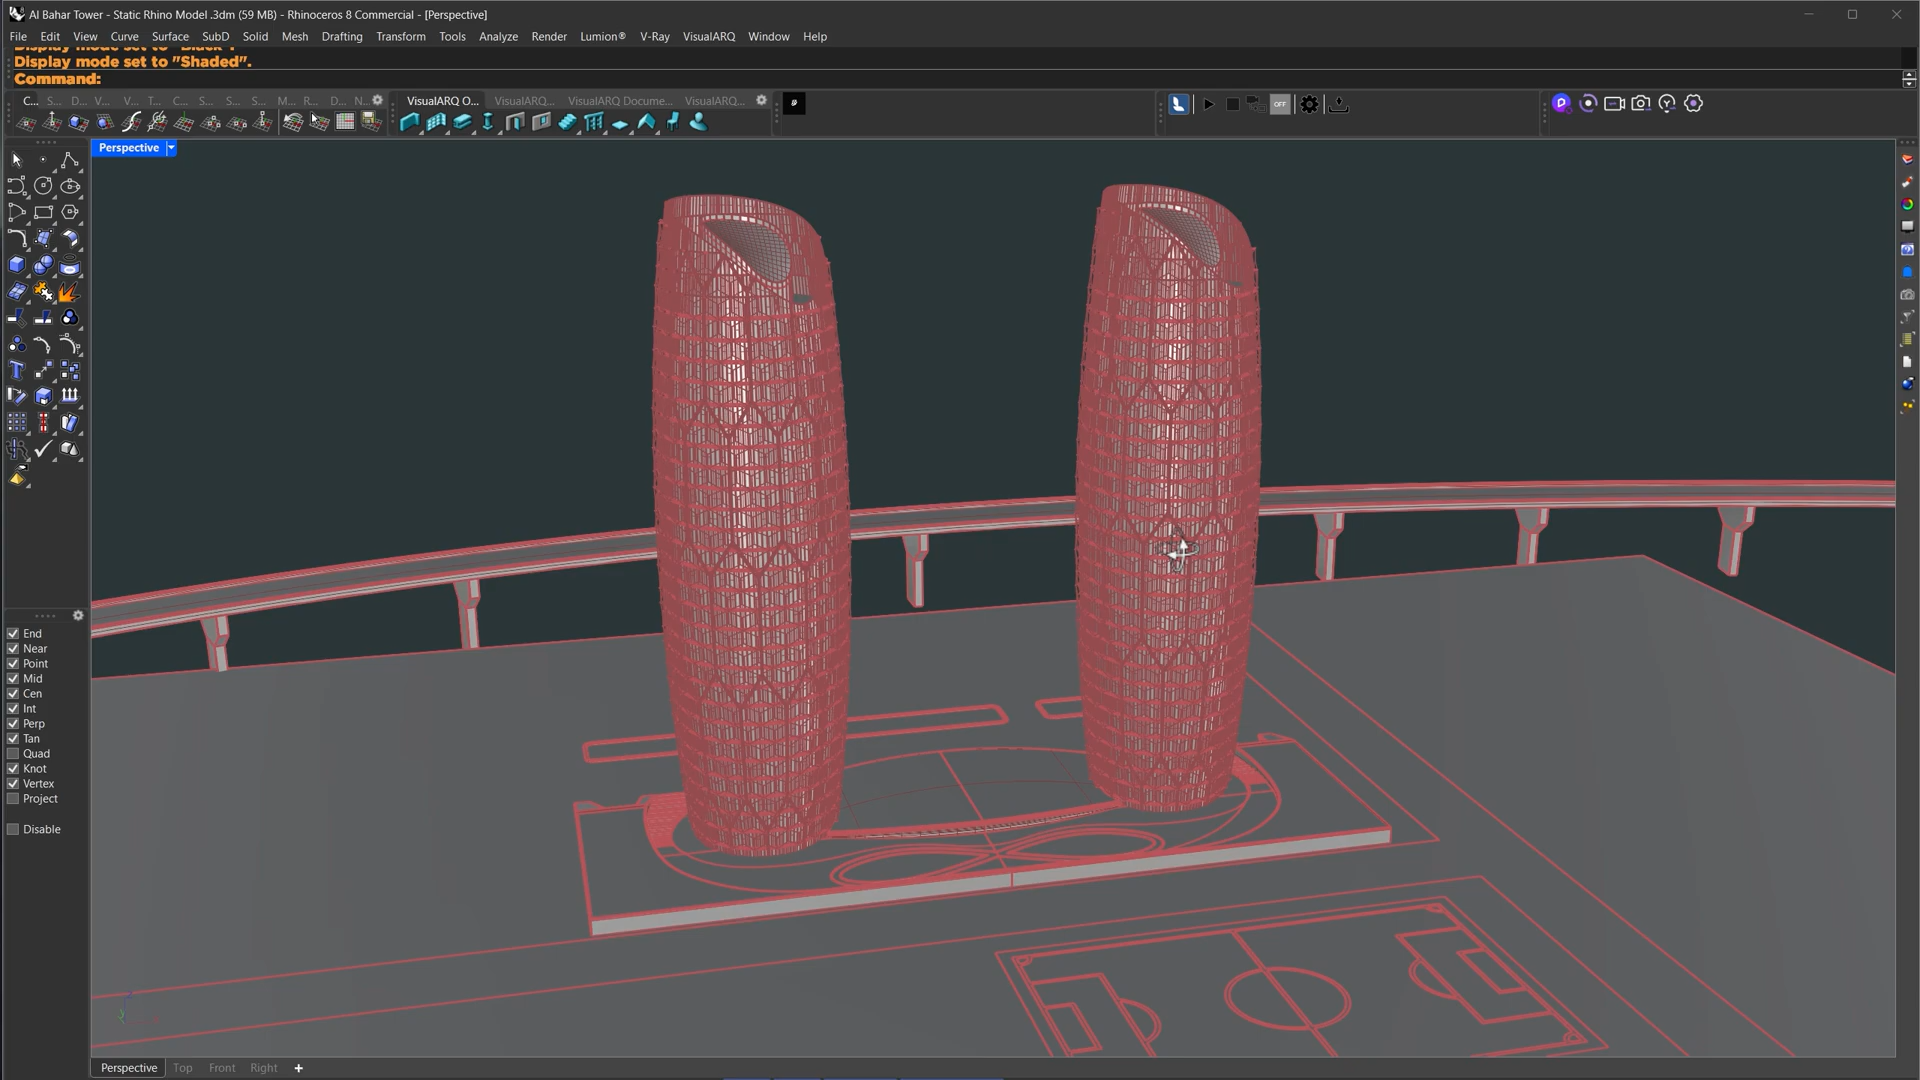 Al Bahar Tower - Static Rhino Model .3dm (59 MB) - Rhinoceros 8 Commercial - [Perspective]
File Edit View Curve Surface SubD Solid Mesh Drafting Transform Tools Analyze Render Lumion® V-Ray VisualARQ Window Help
Display mode set to "Shaded".
Command:
C... S... D... V... V... T... C... S... S... S... M... R... D... N... VisualARQ O... VisualARQ... VisualARQ Docume... VisualARQ...
OFF
Perspective
End
Near
Point
Mid
Cen
Int
Perp
Tan
Quad
Knot
Vertex
Project
Disable
Perspective Top Front Right